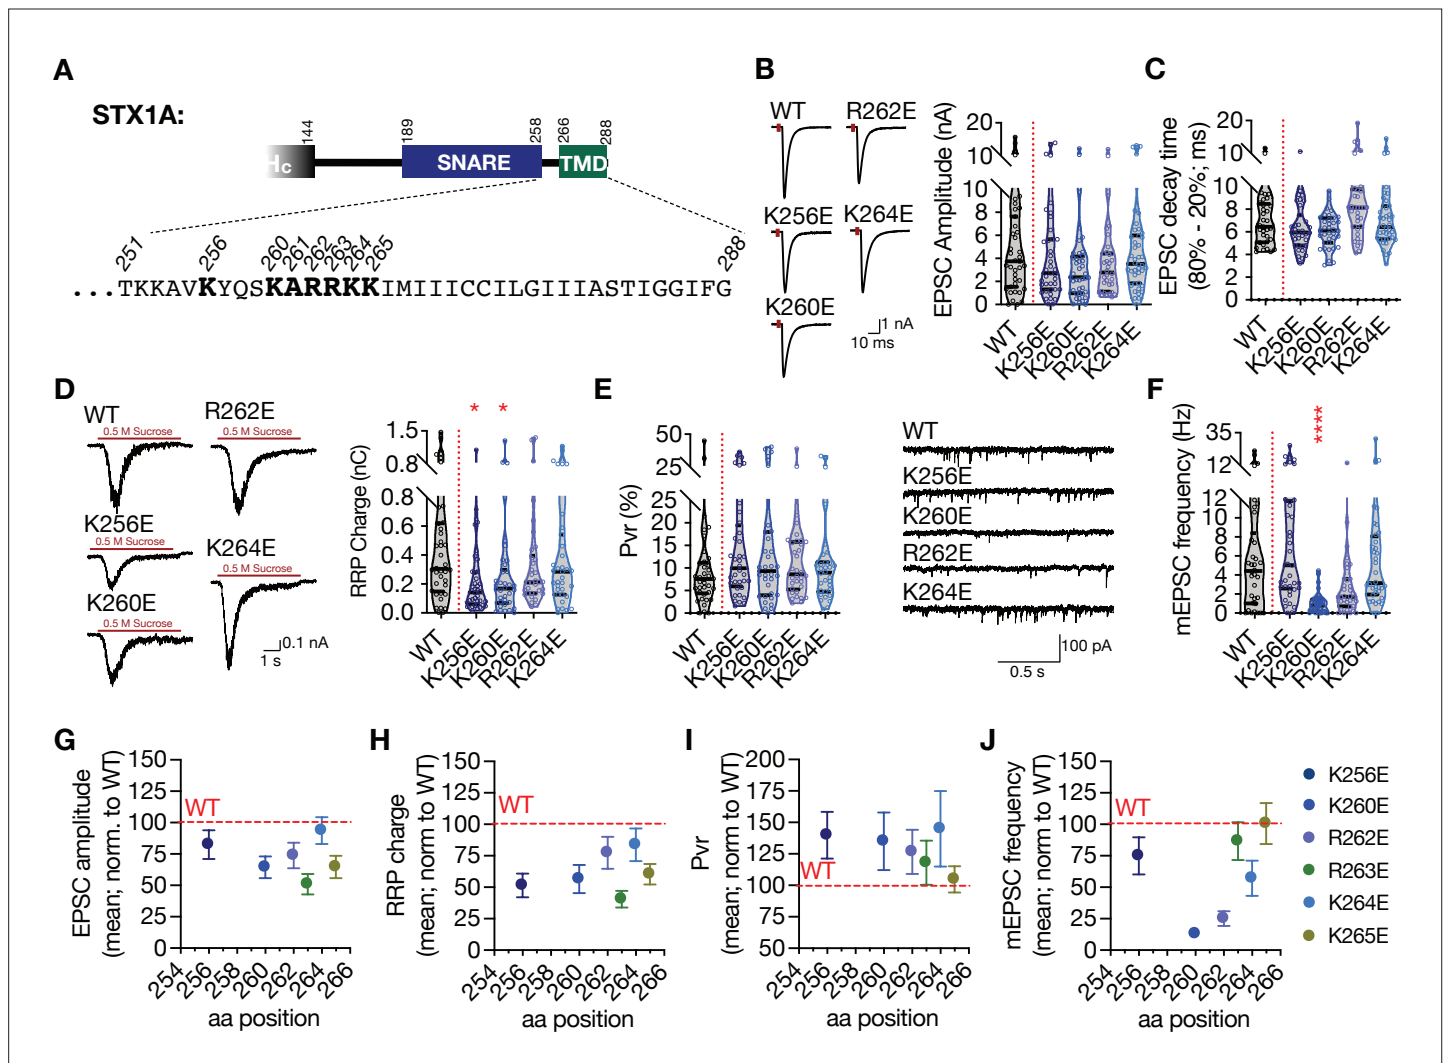 A
STX1A:
144
189
258
266
288
Hc
SNARE
TMD
251
256
260
261
262
253
264
265
288
...TKKAVKYQSKARRKKIMIIICCILGIIIASTIGGIFG
B
WT
R262E
K256E
K264E
K260E
1 nA
10 ms
EPSC Amplitude (nA)
20
10
10
8
6
4
2
0
WT
K256E
K260E
R262E
K264E
C
EPSC decay time
(80% - 20%; ms)
20
10
10
8
6
4
2
0
WT
K256E
K260E
R262E
K264E
D
WT
0.5 M Sucrose
R262E
0.5 M Sucrose
K256E
0.5 M Sucrose
K264E
0.5 M Sucrose
K260E
0.5 M Sucrose
0.1 nA
1 s
RRP Charge (nC)
1.5
0.8
0.8
0.6
0.4
0.2
0.0
* *
WT
K256E
K260E
R262E
K264E
E
Pvr (%)
50
25
25
20
15
10
5
0
WT
K256E
K260E
R262E
K264E
WT
K256E
K260E
R262E
K264E
100 pA
0.5 s
F
mEPSC frequency (Hz)
35
12
12
10
8
6
4
2
0
****
WT
K256E
K260E
R262E
K264E
G
EPSC amplitude
(mean; norm. to WT)
150
125
100
75
50
25
0
WT
254
256
258
260
262
264
266
aa position
H
RRP charge
(mean; norm to WT)
150
125
100
75
50
25
0
WT
254
256
258
260
262
264
266
aa position
I
Pvr
(mean; norm to WT)
200
175
150
125
100
75
50
WT
254
256
258
260
262
264
266
aa position
J
mEPSC frequency
(mean; norm to WT)
150
125
100
75
50
25
0
WT
254
256
258
260
262
264
266
aa position
K256E
K260E
R262E
R263E
K264E
K265E